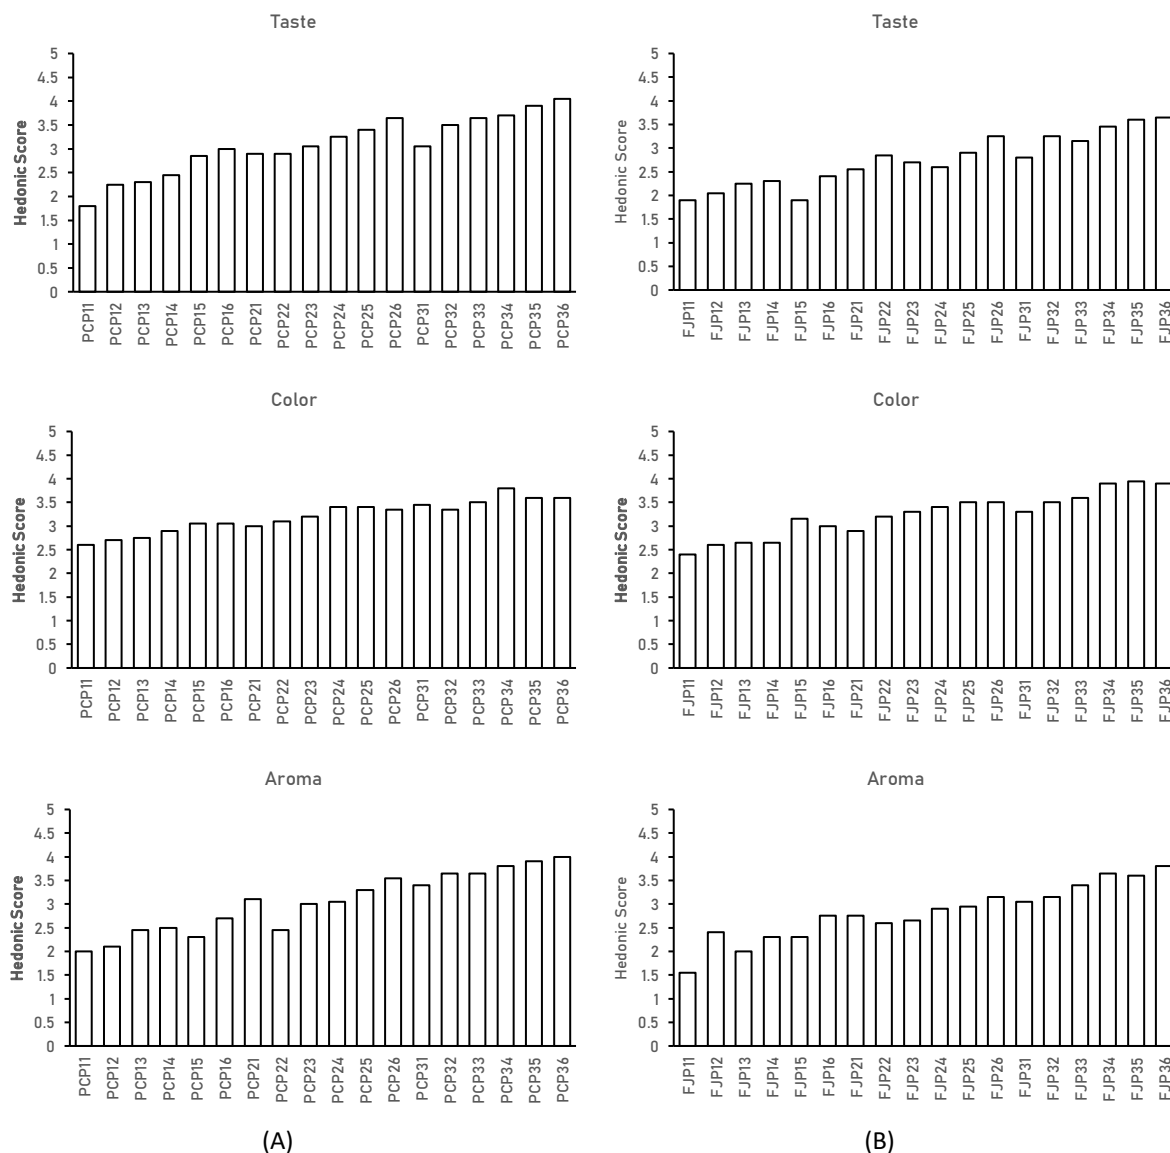 Taste
Hedonic Score
5
4.5
4
3.5
3
2.5
2
1.5
1
0.5
0
PCP11
PCP12
PCP13
PCP14
PCP15
PCP16
PCP21
PCP22
PCP23
PCP24
PCP25
PCP26
PCP31
PCP32
PCP33
PCP34
PCP35
PCP36
Taste
Hedonic Score
5
4.5
4
3.5
3
2.5
2
1.5
1
0.5
0
FJP11
FJP12
FJP13
FJP14
FJP15
FJP16
FJP21
FJP22
FJP23
FJP24
FJP25
FJP26
FJP31
FJP32
FJP33
FJP34
FJP35
FJP36
Color
Hedonic Score
5
4.5
4
3.5
3
2.5
2
1.5
1
0.5
0
PCP11
PCP12
PCP13
PCP14
PCP15
PCP16
PCP21
PCP22
PCP23
PCP24
PCP25
PCP26
PCP31
PCP32
PCP33
PCP34
PCP35
PCP36
Color
Hedonic Score
5
4.5
4
3.5
3
2.5
2
1.5
1
0.5
0
FJP11
FJP12
FJP13
FJP14
FJP15
FJP16
FJP21
FJP22
FJP23
FJP24
FJP25
FJP26
FJP31
FJP32
FJP33
FJP34
FJP35
FJP36
Aroma
Hedonic Score
5
4.5
4
3.5
3
2.5
2
1.5
1
0.5
0
PCP11
PCP12
PCP13
PCP14
PCP15
PCP16
PCP21
PCP22
PCP23
PCP24
PCP25
PCP26
PCP31
PCP32
PCP33
PCP34
PCP35
PCP36
Aroma
Hedonic Score
5
4.5
4
3.5
3
2.5
2
1.5
1
0.5
0
FJP11
FJP12
FJP13
FJP14
FJP15
FJP16
FJP21
FJP22
FJP23
FJP24
FJP25
FJP26
FJP31
FJP32
FJP33
FJP34
FJP35
FJP36
(A)
(B)